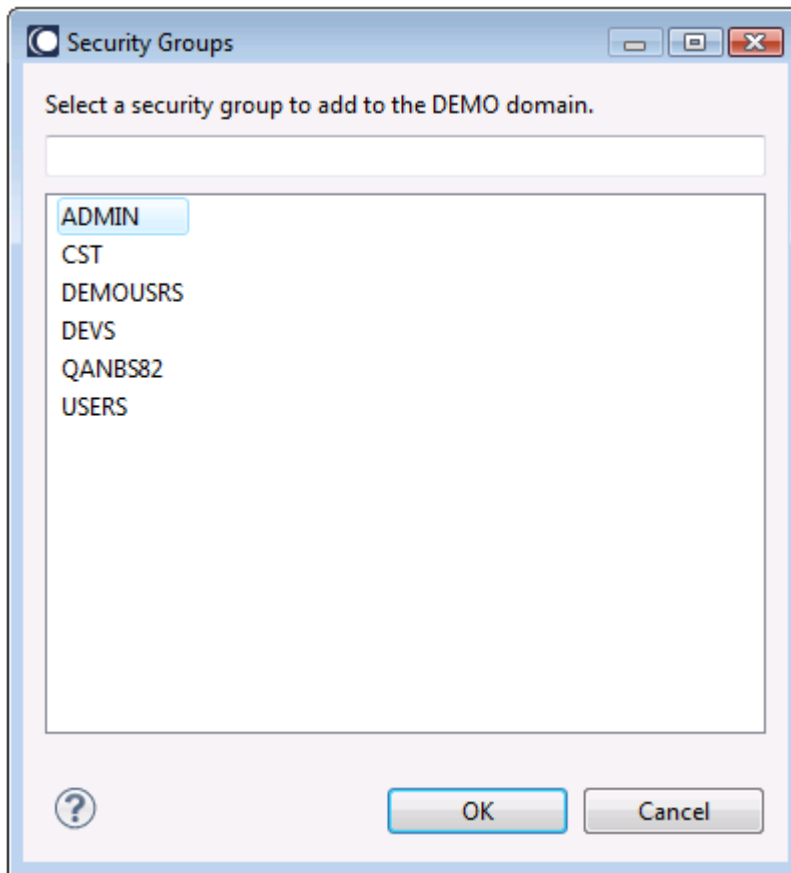 Security Groups
Select a security group to add to the DEMO domain.
ADMIN
CST
DEMOUSRS
DEVS
QANBS82
USERS
?
OK Cancel